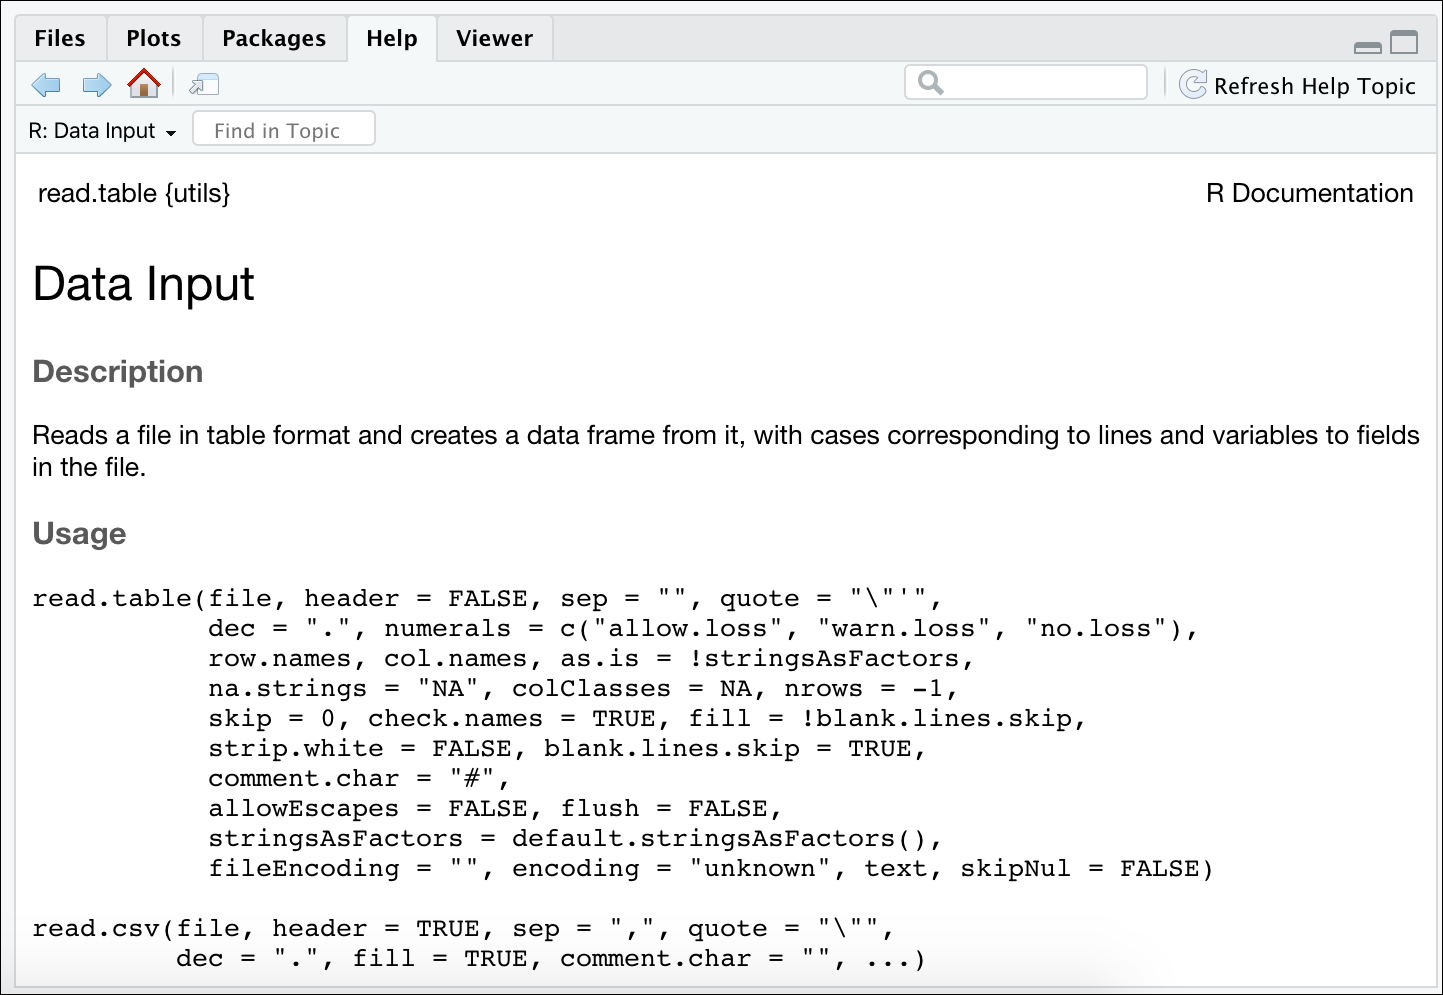 Files Plots Packages Help Viewer
Refresh Help Topic
R: Data Input Find in Topic
read.table {utils} R Documentation
Data Input
Description
Reads a file in table format and creates a data frame from it, with cases corresponding to lines and variables to fields
in the file.
Usage
read.table(file, header = FALSE, sep = "", quote = "\"'",
           dec = ".", numerals = c("allow.loss", "warn.loss", "no.loss"),
           row.names, col.names, as.is = !stringsAsFactors,
           na.strings = "NA", colClasses = NA, nrows = -1,
           skip = 0, check.names = TRUE, fill = !blank.lines.skip,
           strip.white = FALSE, blank.lines.skip = TRUE,
           comment.char = "#",
           allowEscapes = FALSE, flush = FALSE,
           stringsAsFactors = default.stringsAsFactors(),
           fileEncoding = "", encoding = "unknown", text, skipNul = FALSE)
read.csv(file, header = TRUE, sep = ",", quote = "\"",
         dec = ".", fill = TRUE, comment.char = "", ...)